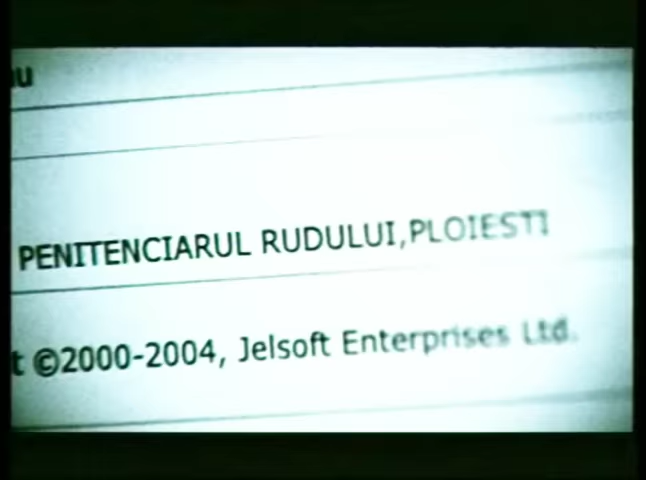 PENITENCIARUL RUDULUI,PLOIESTI
t ©2000-2004, Jelsoft Enterprises Ltd.